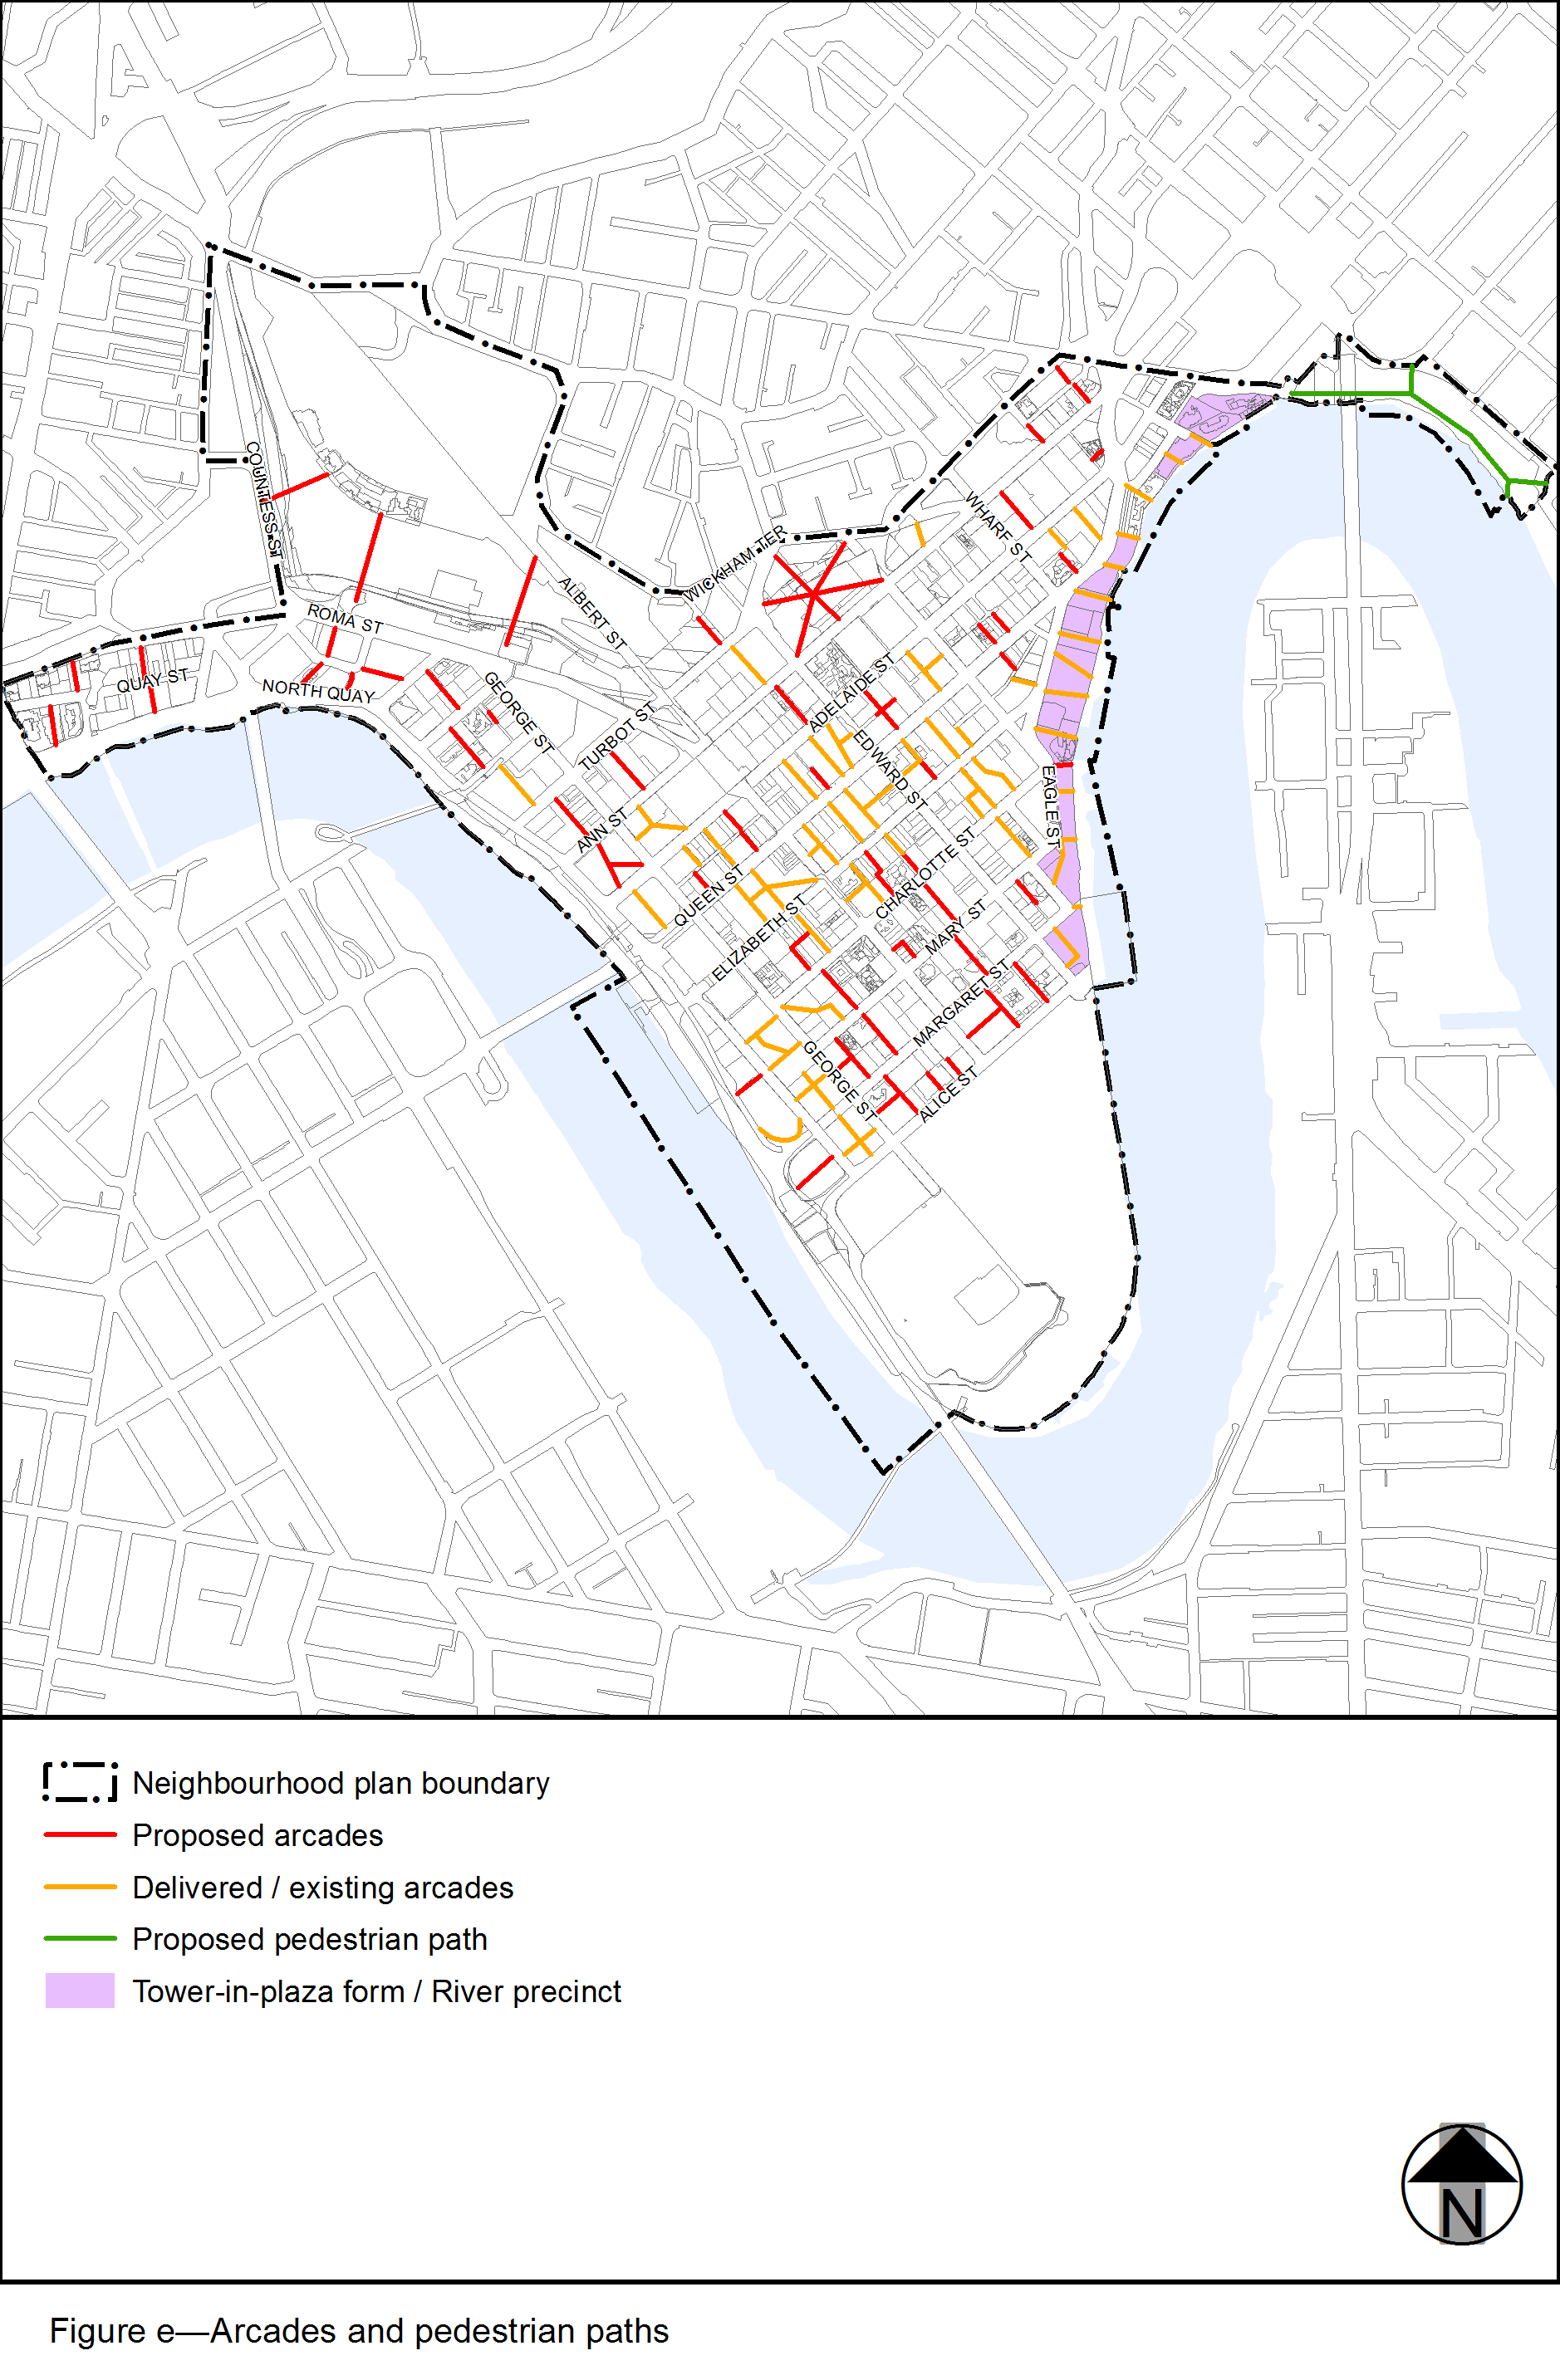 COUNTESS ST
WHARF ST
WICKHAM TER
ALBERT ST
ROMA ST
QUAY ST
NORTH QUAY
GEORGE ST
ADELAIDE ST
TURBOT ST
EDWARD ST
EAGLE ST
ANN ST
CHARLOTTE ST
QUEEN ST
ELIZABETH ST
MARY ST
MARGARET ST
GEORGE ST
ALICE ST
Neighbourhood plan boundary
Proposed arcades
Delivered / existing arcades
Proposed pedestrian path
Tower-in-plaza form / River precinct
N
Figure e—Arcades and pedestrian paths